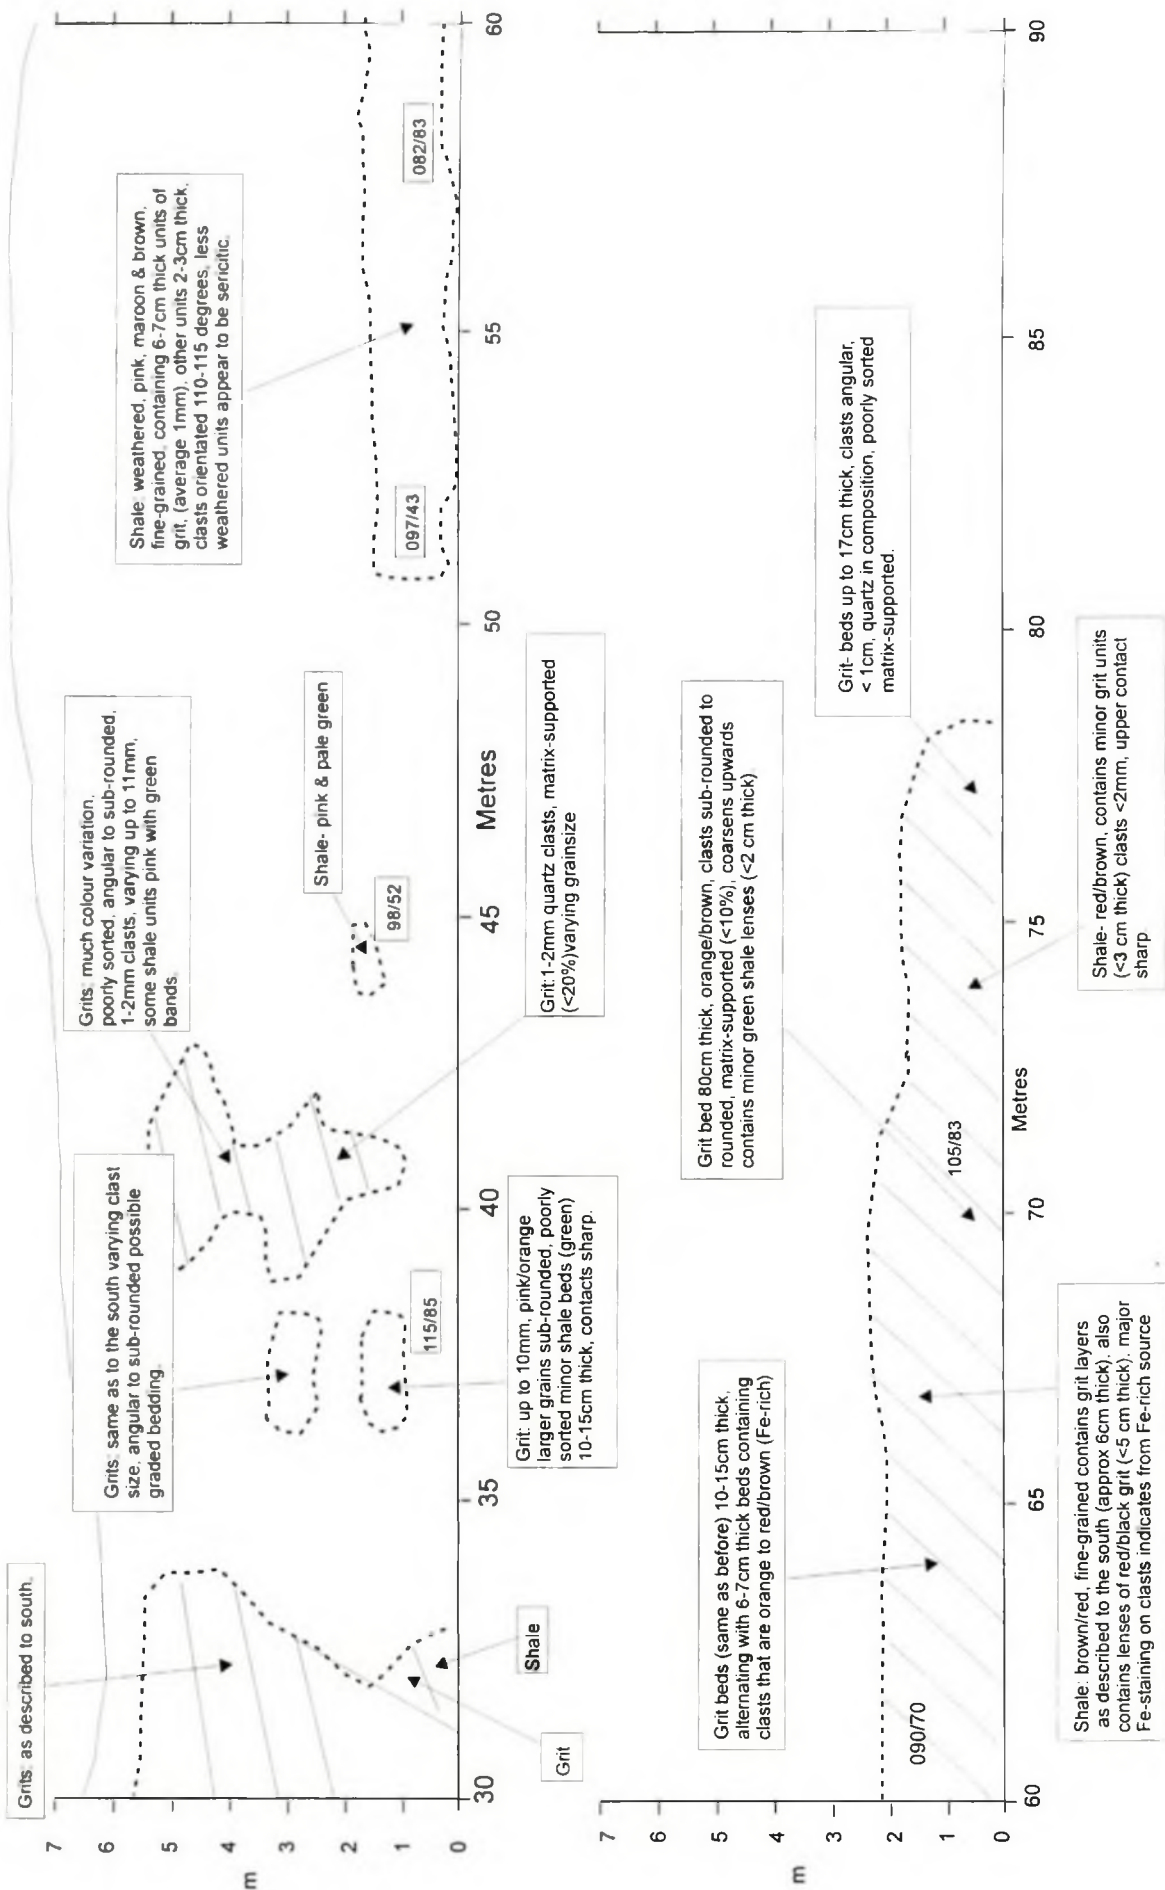 Grits: as described to south.
Grits: same as to the south varying clast
size, angular to sub-rounded possible
graded bedding.
Grits: much colour variation,
poorly sorted, angular to sub-rounded,
1-2mm clasts, varying up to 11mm,
some shale units pink with green
bands.
Shale: weathered, pink, maroon & brown,
fine-grained, containing 6-7cm thick units of
grit, (average 1mm), other units 2-3cm thick,
clasts orientated 110-115 degrees, less
weathered units appear to be sericitic.
Shale- pink & pale green
98/52
097/43
082/83
115/85
Grit
Shale
Grit: up to 10mm, pink/orange
larger grains sub-rounded, poorly
sorted minor shale beds (green)
10-15cm thick, contacts sharp.
Grit:1-2mm quartz clasts, matrix-supported
(<20%)varying grainsize
7
6
5
4
3
2
1
0
m
30
35
40
45
50
55
60
Metres
Grit beds (same as before) 10-15cm thick,
alternating with 6-7cm thick beds containing
clasts that are orange to red/brown (Fe-rich)
Grit bed 80cm thick, orange/brown, clasts sub-rounded to
rounded, matrix-supported (<10%), coarsens upwards
contains minor green shale lenses (<2 cm thick)
Grit- beds up to 17cm thick, clasts angular,
< 1cm, quartz in composition, poorly sorted
matrix-supported.
090/70
105/83
7
6
5
4
3
2
1
0
m
60
65
70
75
80
85
90
Metres
Shale: brown/red, fine-grained contains grit layers
as described to the south (approx 6cm thick), also
contains lenses of red/black grit (<5 cm thick), major
Fe-staining on clasts indicates from Fe-rich source
Shale- red/brown, contains minor grit units
(<3 cm thick) clasts <2mm, upper contact
sharp